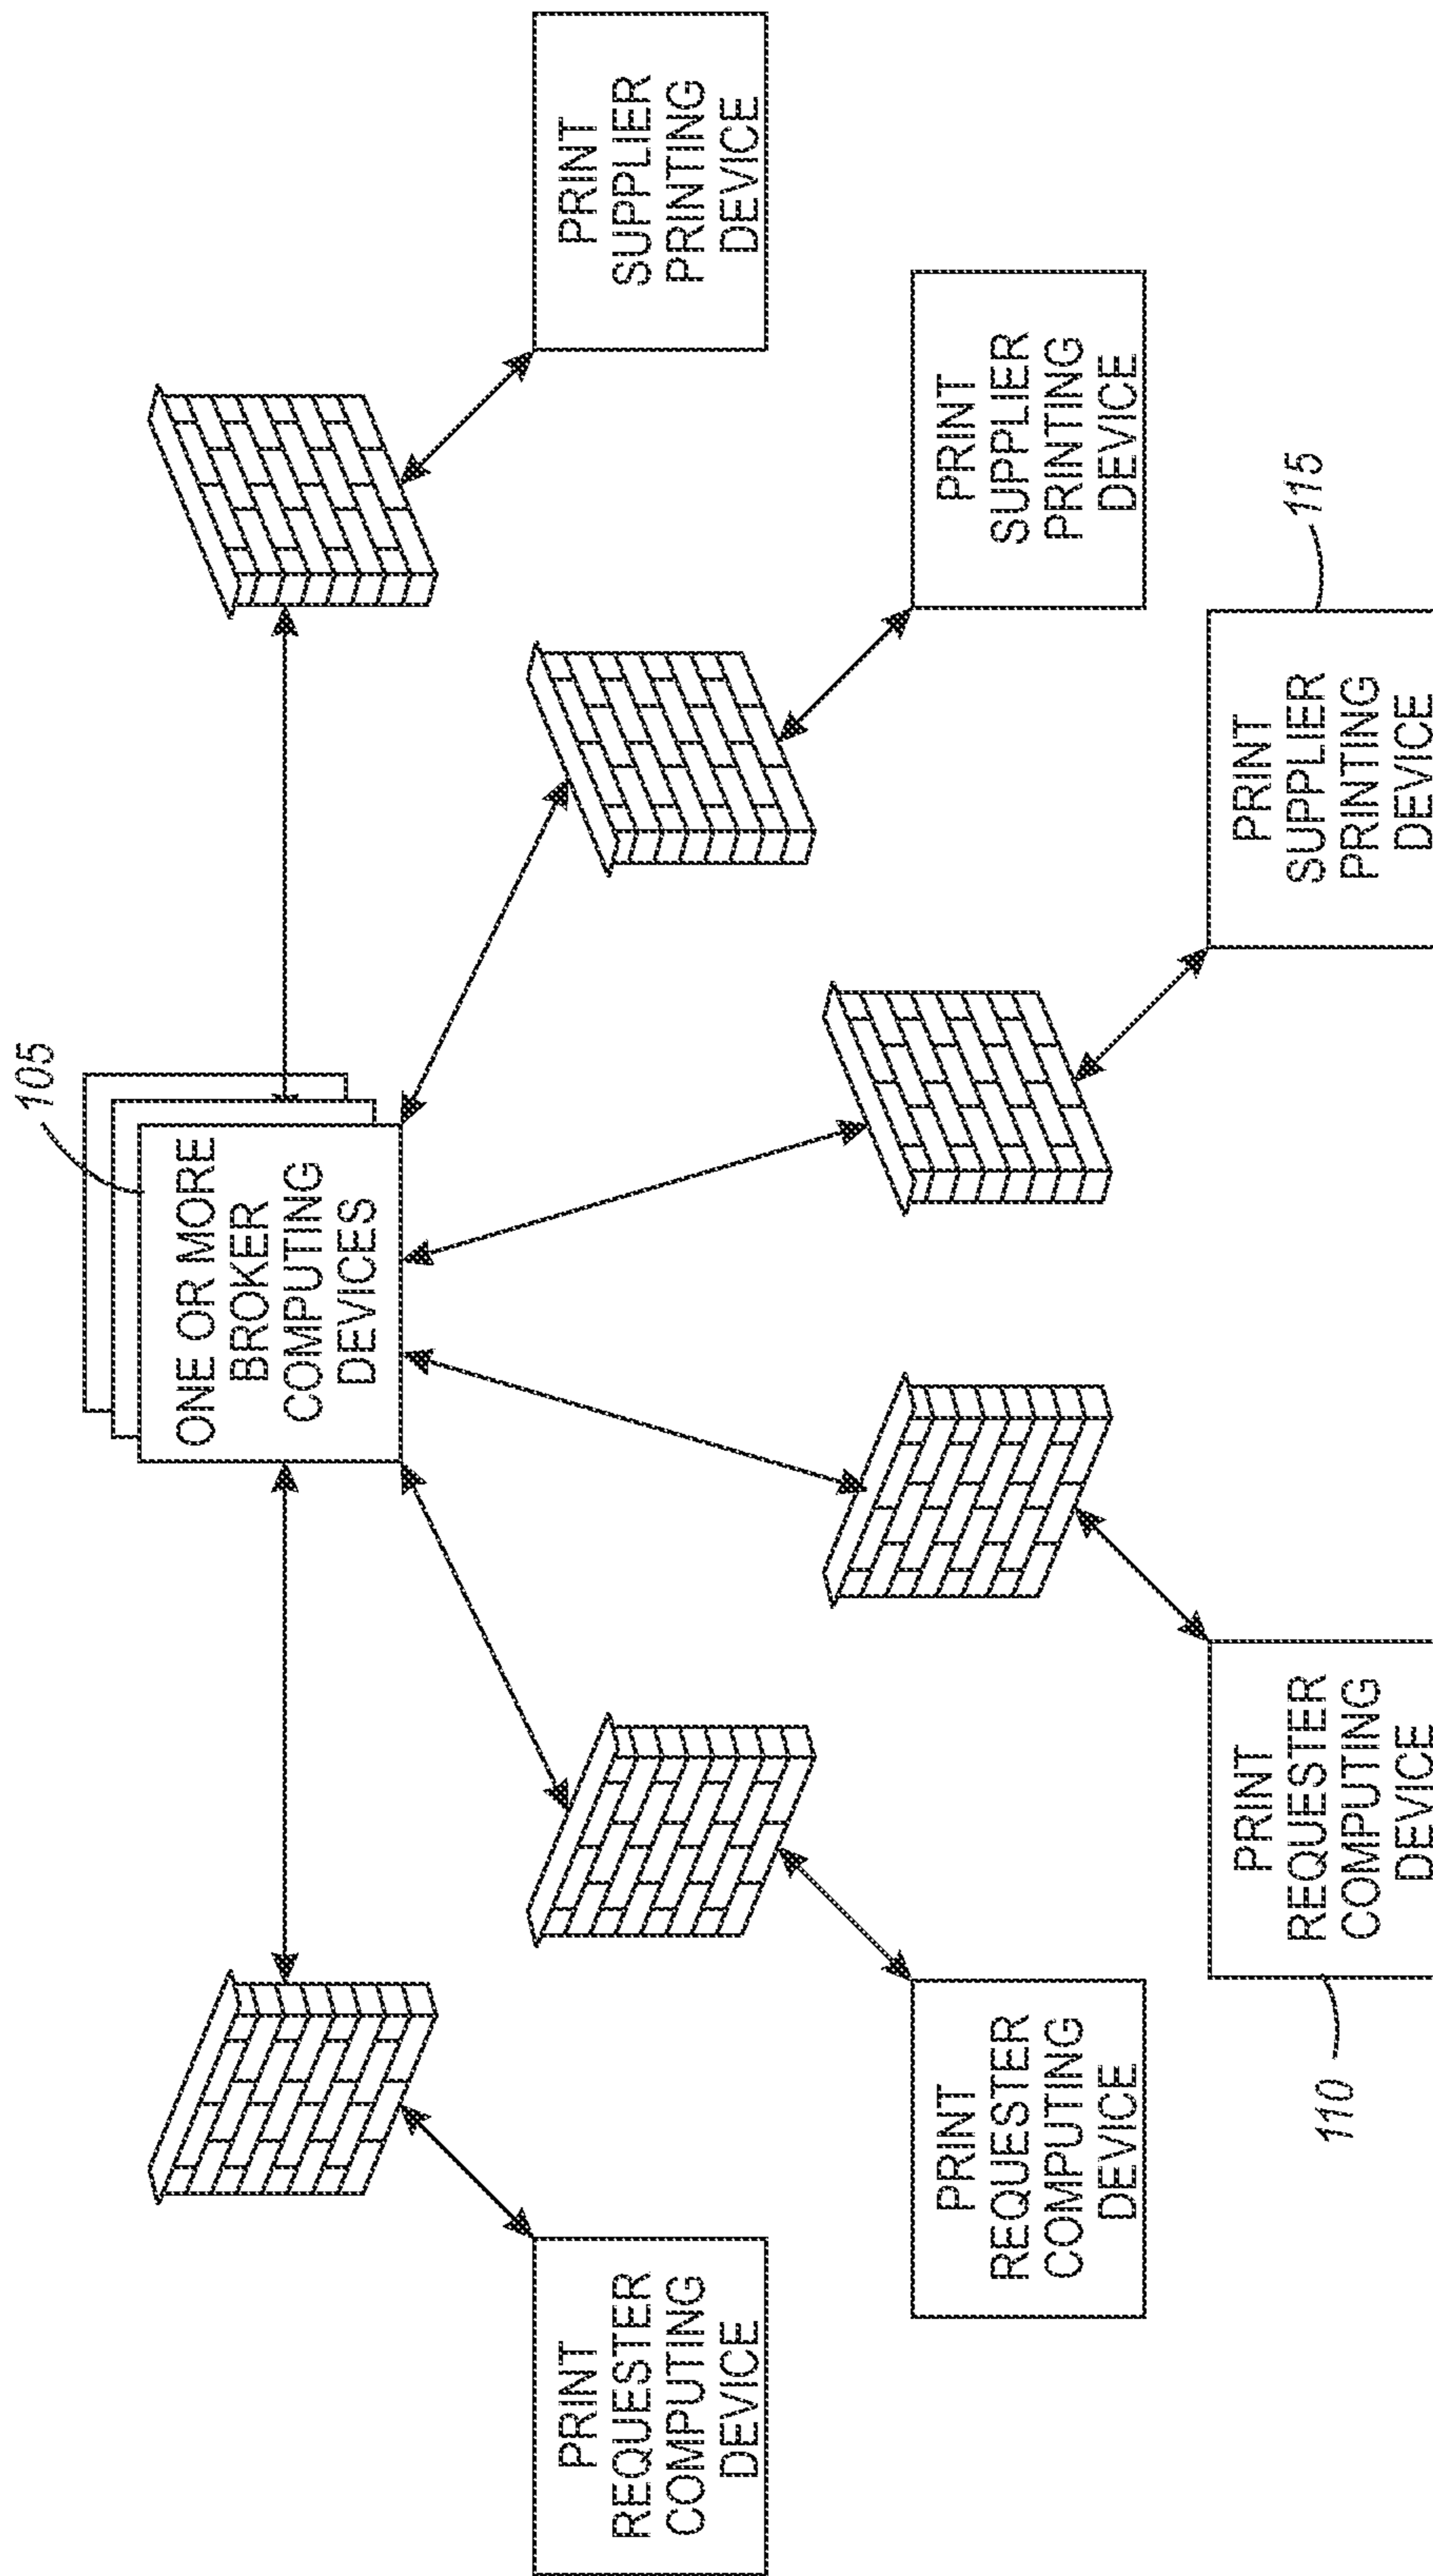 105
ONE OR MORE
BROKER
COMPUTING
DEVICES
PRINT
REQUESTER
COMPUTING
DEVICE
PRINT
SUPPLIER
PRINTING
DEVICE
PRINT
REQUESTER
COMPUTING
DEVICE
PRINT
SUPPLIER
PRINTING
DEVICE
110
PRINT
REQUESTER
COMPUTING
DEVICE
PRINT
SUPPLIER
PRINTING
DEVICE
115